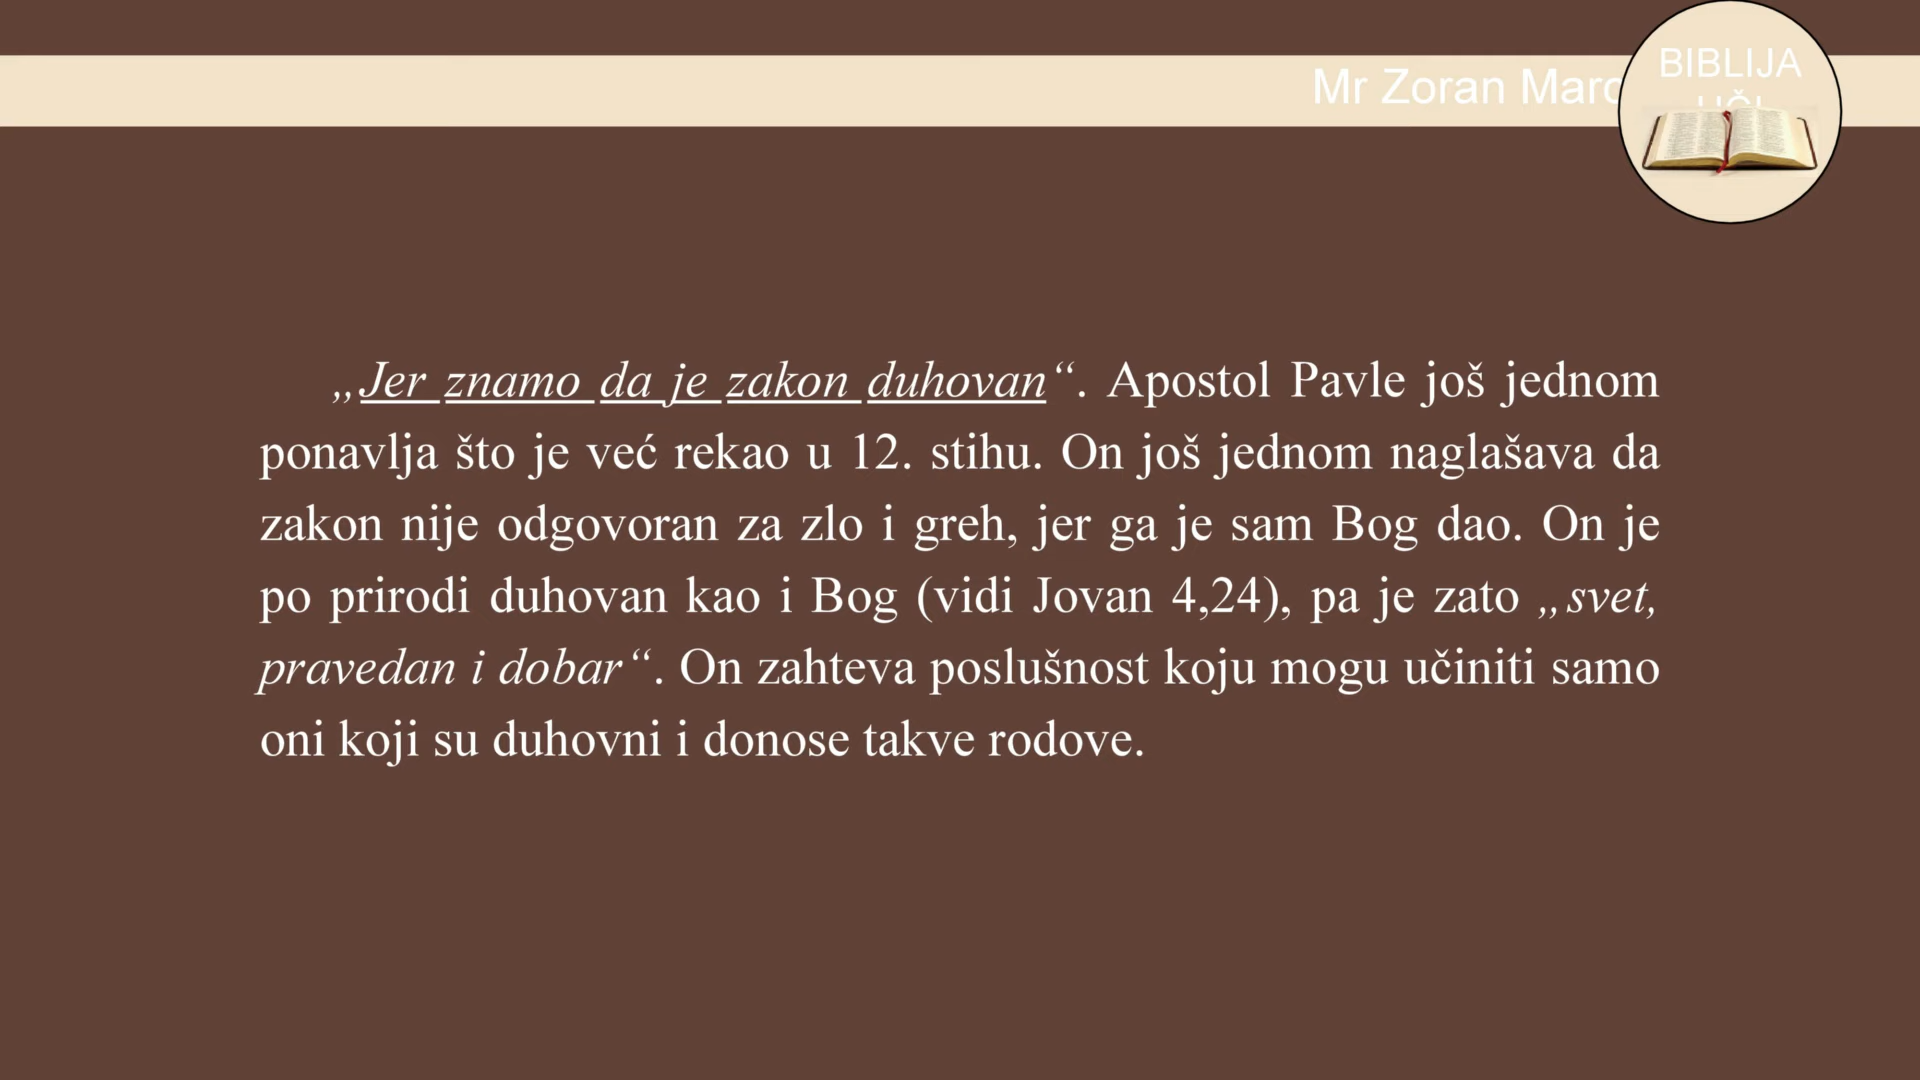 Mr Zoran
BIBLIJA
„Jer znamo da je zakon duhovan“. Apostol Pavle još jednom
ponavlja što je već rekao u 12. stihu. On još jednom naglašava da
zakon nije odgovoran za zlo i greh, jer ga je sam Bog dao. On je
po prirodi duhovan kao i Bog (vidi Jovan 4,24), pa je zato „svet,
pravedan i dobar“. On zahteva poslušnost koju mogu učiniti samo
oni koji su duhovni i donose takve rodove.